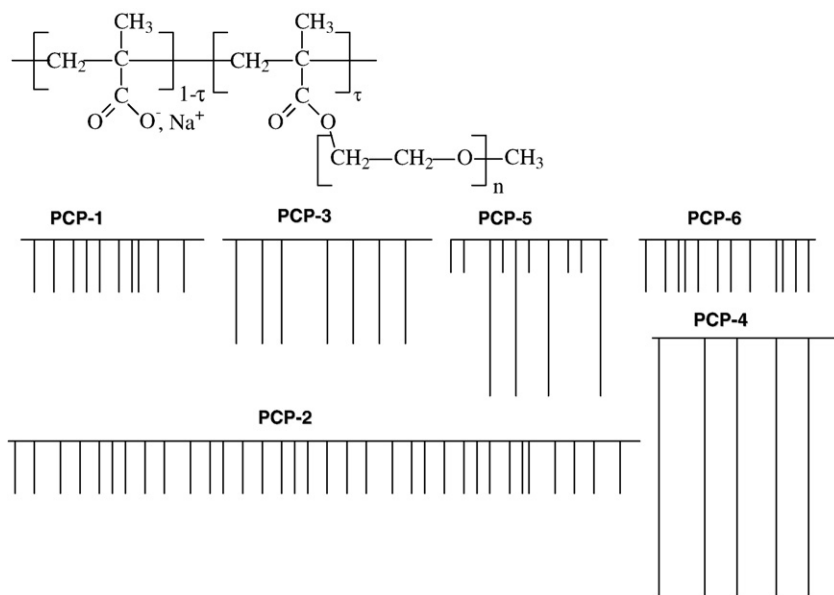 CH3 CH3
CH2 C CH2 C
1-τ τ
C C
O O-, Na+ O O
CH2 CH2 O CH3
n
PCP-1 PCP-3 PCP-5 PCP-6
PCP-4
PCP-2